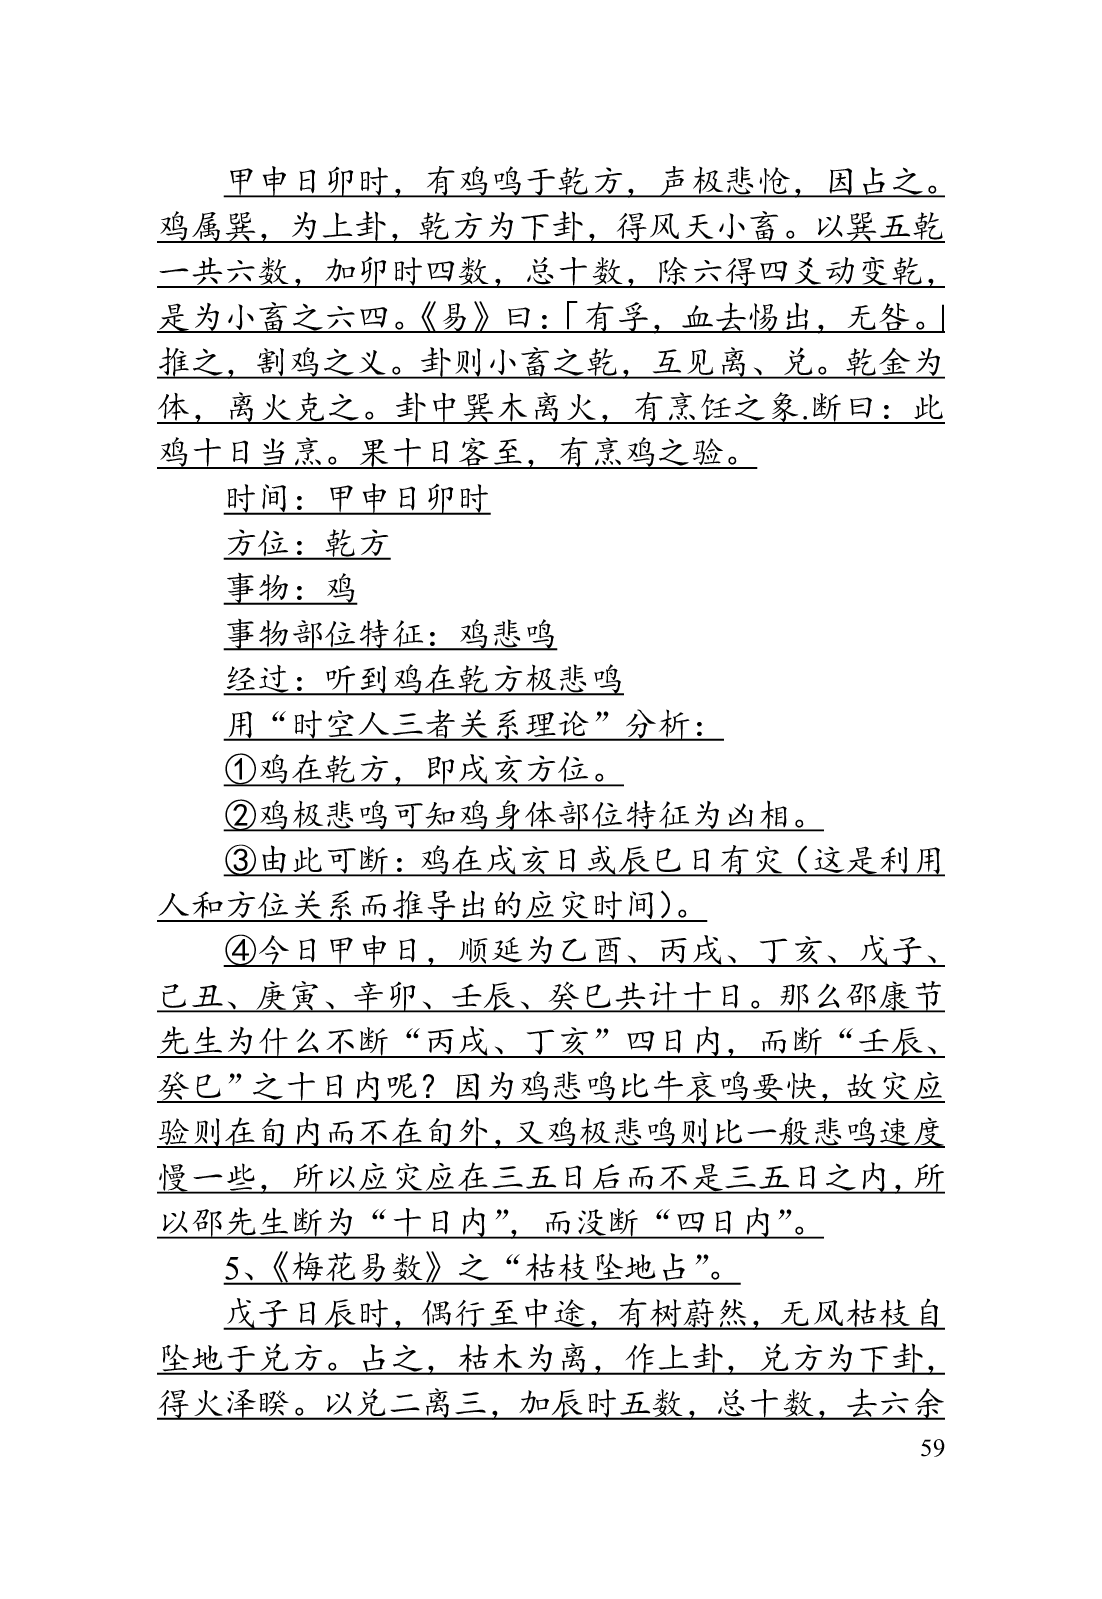 甲申日卯时，有鸡鸣于乾方，声极悲怆，因占之。
鸡属巽，为上卦，乾方为下卦，得风天小畜。以巽五乾
一共六数，加卯时四数，总十数，除六得四爻动变乾，
是为小畜之六四。《易》曰：「有孚，血去惕出，无咎。」
推之，割鸡之义。卦则小畜之乾，互见离、兑。乾金为
体，离火克之。卦中巽木离火，有烹饪之象.断曰：此
鸡十日当烹。果十日客至，有烹鸡之验。
时间：甲申日卯时
方位：乾方
事物：鸡
事物部位特征：鸡悲鸣
经过：听到鸡在乾方极悲鸣
用“时空人三者关系理论”分析：
①鸡在乾方，即戌亥方位。
②鸡极悲鸣可知鸡身体部位特征为凶相。
③由此可断：鸡在戌亥日或辰巳日有灾（这是利用
人和方位关系而推导出的应灾时间）。
④今日甲申日，顺延为乙酉、丙戌、丁亥、戊子、
己丑、庚寅、辛卯、壬辰、癸巳共计十日。那么邵康节
先生为什么不断“丙戌、丁亥”四日内，而断“壬辰、
癸巳”之十日内呢？因为鸡悲鸣比牛哀鸣要快，故灾应
验则在旬内而不在旬外，又鸡极悲鸣则比一般悲鸣速度
慢一些，所以应灾应在三五日后而不是三五日之内，所
以邵先生断为“十日内”，而没断“四日内”。
5、《梅花易数》之“枯枝坠地占”。
戊子日辰时，偶行至中途，有树蔚然，无风枯枝自
坠地于兑方。占之，枯木为离，作上卦，兑方为下卦，
得火泽睽。以兑二离三，加辰时五数，总十数，去六余
59